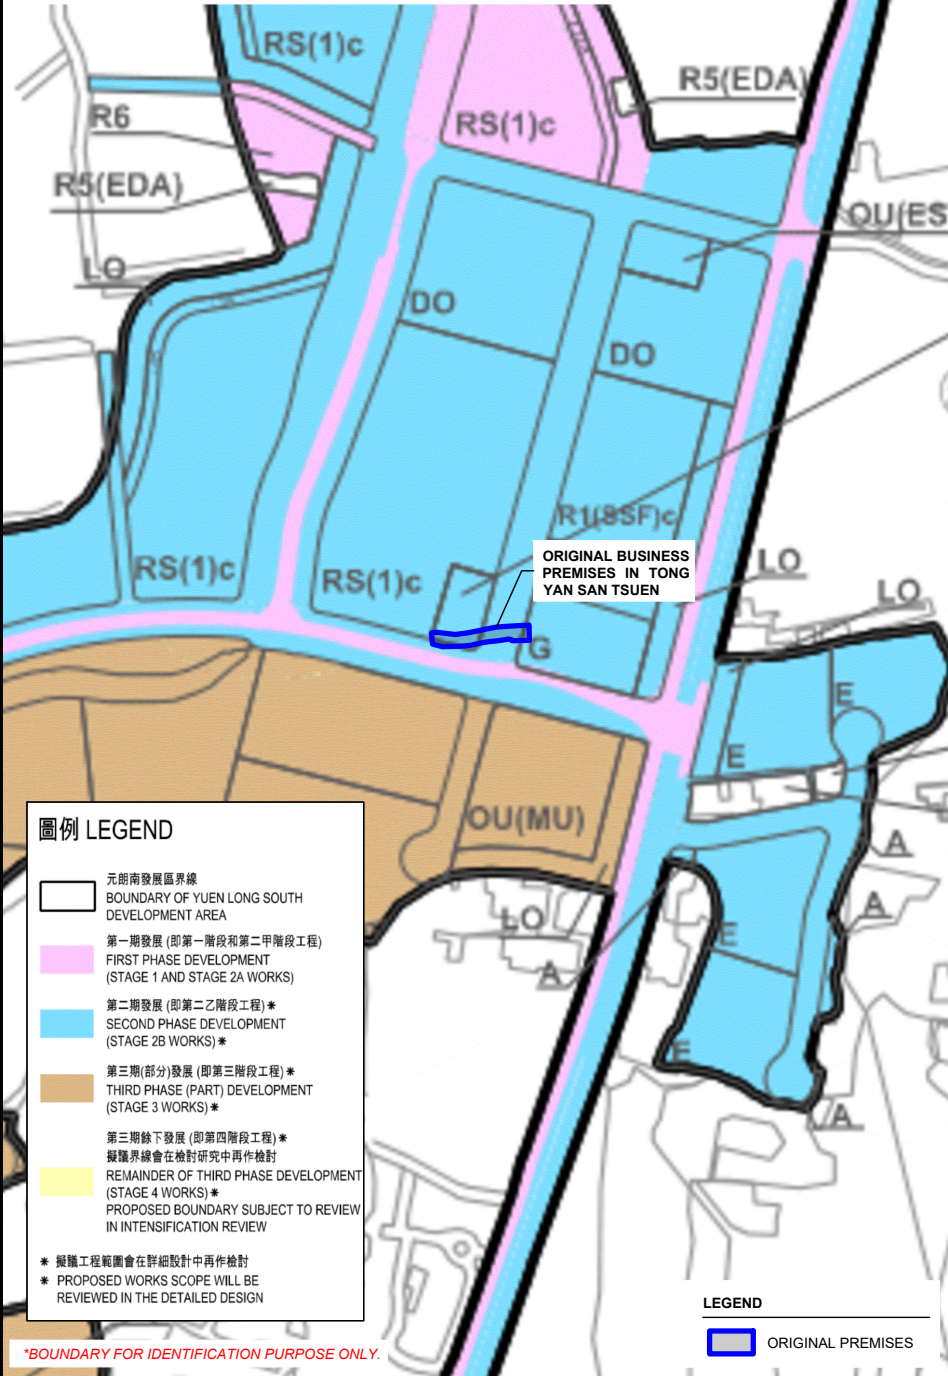 RS(1)c
R5(EDA)
R6
RS(1)c
R5(EDA)
OU(ES
LO
DO
DO
R1(SSF)c
ORIGINAL BUSINESS
PREMISES IN TONG
YAN SAN TSUEN
RS(1)c
RS(1)c
LO
LO
G
E
E
OU(MU)
A
A
LO
E
A
E
A
圖例 LEGEND
元朗南發展區界線
BOUNDARY OF YUEN LONG SOUTH
DEVELOPMENT AREA
第一期發展 (即第一階段和第二甲階段工程)
FIRST PHASE DEVELOPMENT
(STAGE 1 AND STAGE 2A WORKS)
第二期發展 (即第二乙階段工程)＊
SECOND PHASE DEVELOPMENT
(STAGE 2B WORKS)＊
第三期(部分)發展 (即第三階段工程)＊
THIRD PHASE (PART) DEVELOPMENT
(STAGE 3 WORKS)＊
第三期餘下發展 (即第四階段工程)＊
擬議界線會在檢討研究中再作檢討
REMAINDER OF THIRD PHASE DEVELOPMENT
(STAGE 4 WORKS)＊
PROPOSED BOUNDARY SUBJECT TO REVIEW
IN INTENSIFICATION REVIEW
＊ 擬議工程範圍會在詳細設計中再作檢討
＊ PROPOSED WORKS SCOPE WILL BE
REVIEWED IN THE DETAILED DESIGN
*BOUNDARY FOR IDENTIFICATION PURPOSE ONLY.
LEGEND
ORIGINAL PREMISES